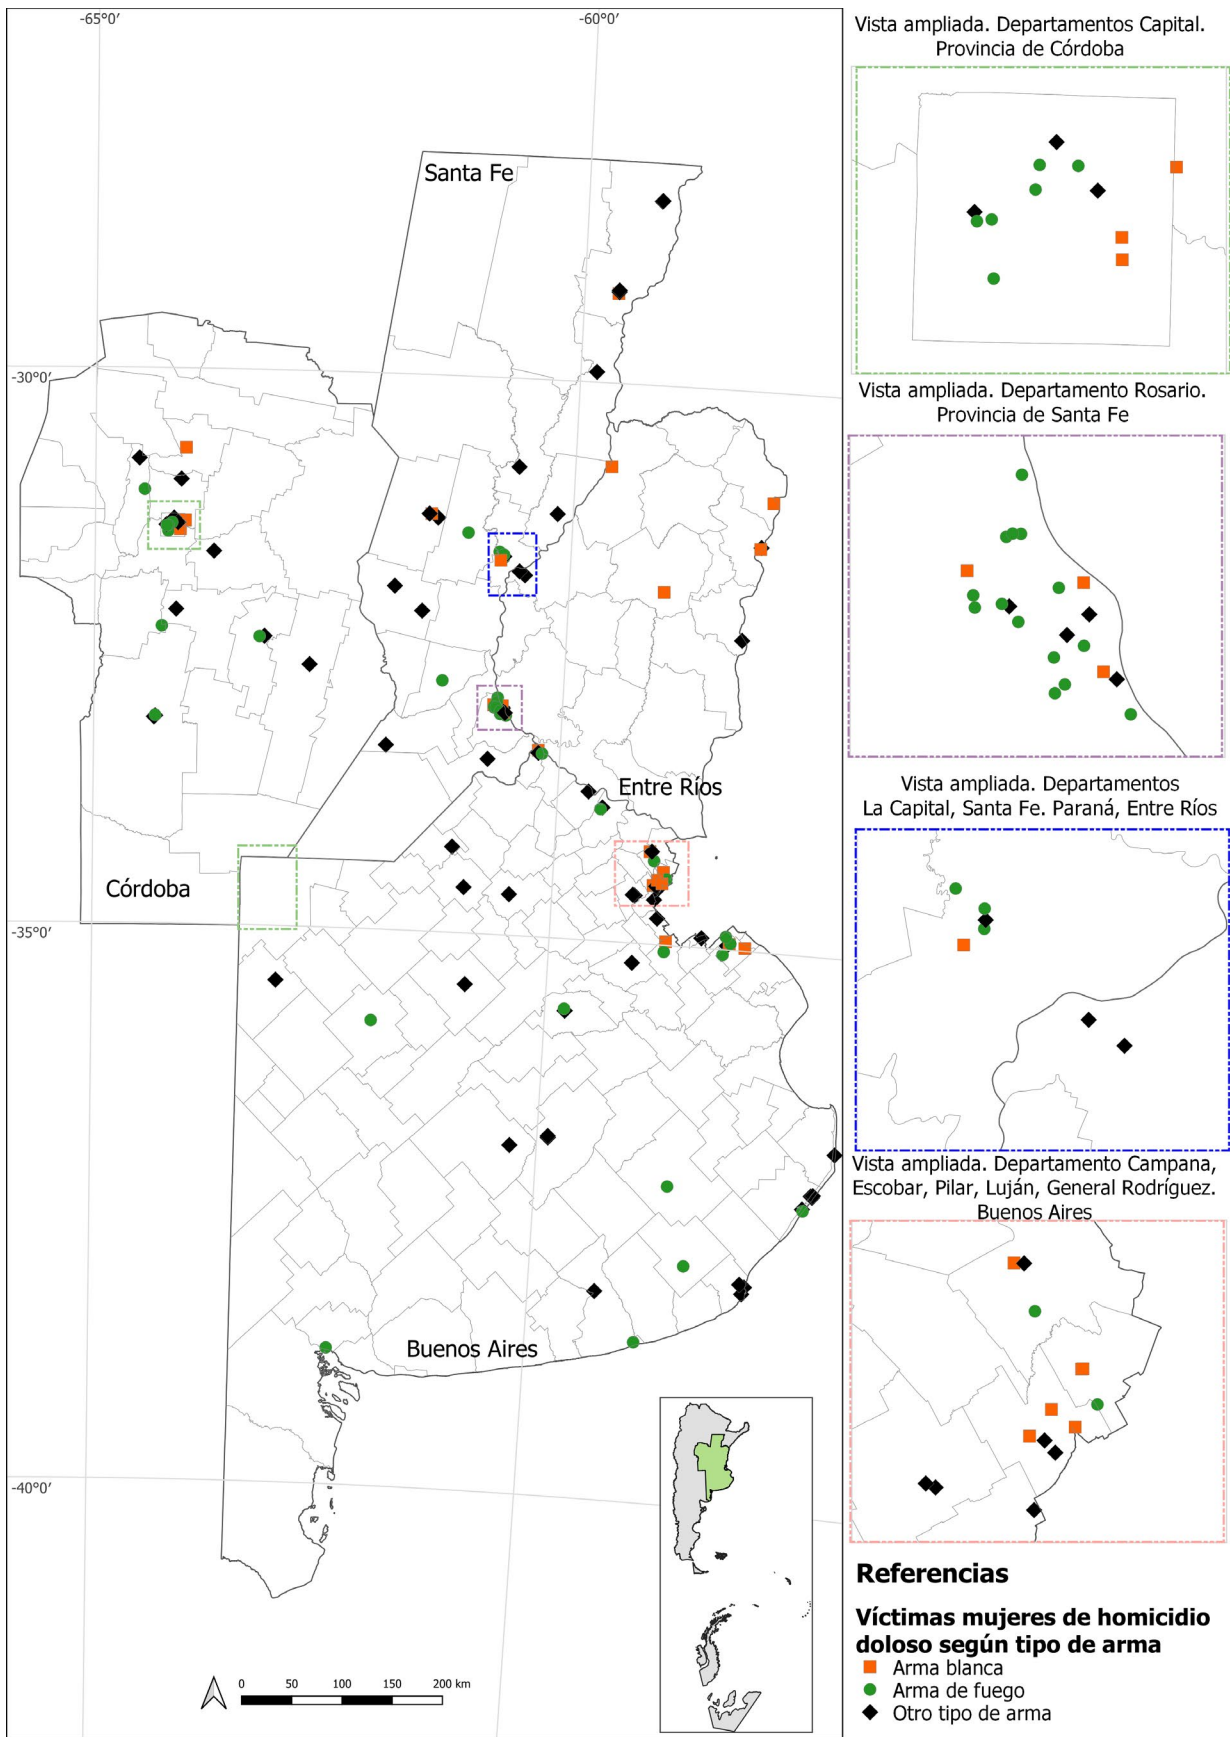 -65°0′
-60°0′
Santa Fe
-30°0′
Entre Ríos
Córdoba
-35°0′
Buenos Aires
-40°0′
0 50 100 150 200 km
Vista ampliada. Departamentos Capital.
Provincia de Córdoba
Vista ampliada. Departamento Rosario.
Provincia de Santa Fe
Vista ampliada. Departamentos
La Capital, Santa Fe. Paraná, Entre Ríos
Vista ampliada. Departamento Campana,
Escobar, Pilar, Luján, General Rodríguez.
Buenos Aires
Referencias
Víctimas mujeres de homicidio
doloso según tipo de arma
Arma blanca
Arma de fuego
Otro tipo de arma